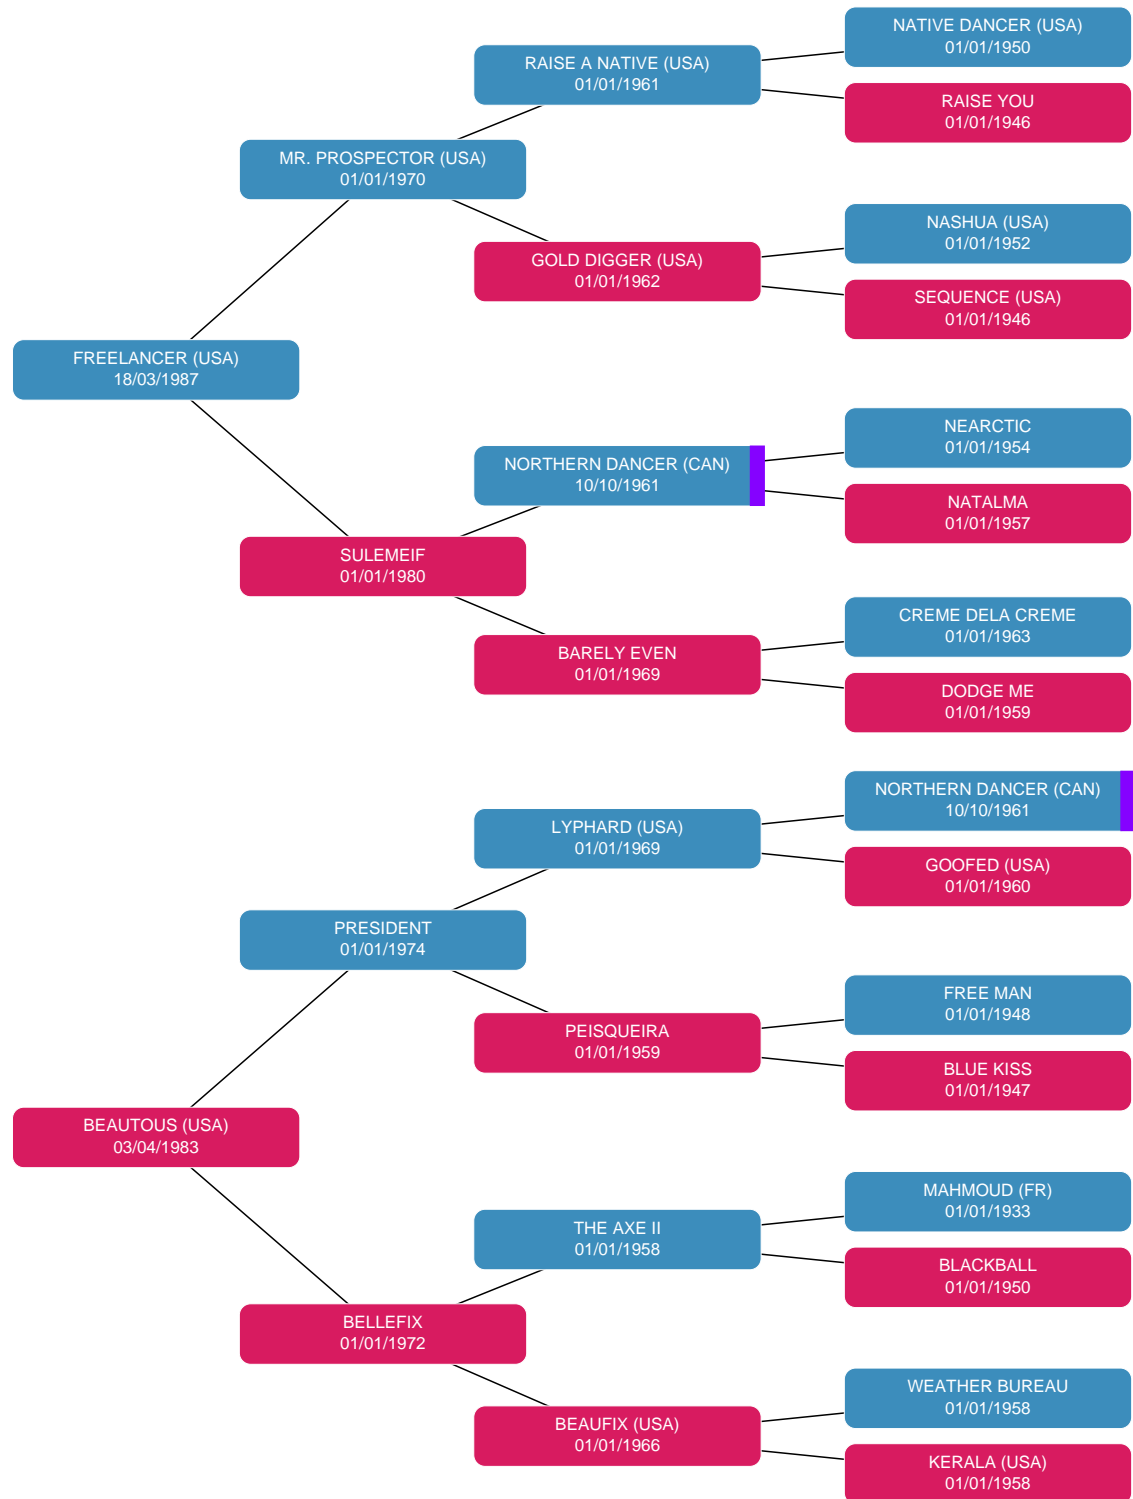 NATIVE DANCER (USA)
01/01/1950
RAISE A NATIVE (USA)
01/01/1961
RAISE YOU
01/01/1946
MR. PROSPECTOR (USA)
01/01/1970
NASHUA (USA)
01/01/1952
GOLD DIGGER (USA)
01/01/1962
SEQUENCE (USA)
01/01/1946
FREELANCER (USA)
18/03/1987
NEARCTIC
01/01/1954
NORTHERN DANCER (CAN)
10/10/1961
NATALMA
01/01/1957
SULEMEIF
01/01/1980
CREME DELA CREME
01/01/1963
BARELY EVEN
01/01/1969
DODGE ME
01/01/1959
NORTHERN DANCER (CAN)
10/10/1961
LYPHARD (USA)
01/01/1969
GOOFED (USA)
01/01/1960
PRESIDENT
01/01/1974
FREE MAN
01/01/1948
PEISQUEIRA
01/01/1959
BLUE KISS
01/01/1947
BEAUTOUS (USA)
03/04/1983
MAHMOUD (FR)
01/01/1933
THE AXE II
01/01/1958
BLACKBALL
01/01/1950
BELLEFIX
01/01/1972
WEATHER BUREAU
01/01/1958
BEAUFIX (USA)
01/01/1966
KERALA (USA)
01/01/1958